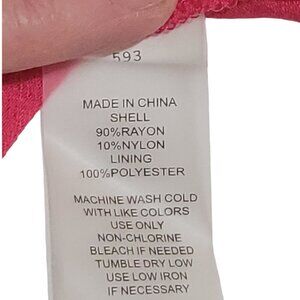 593
MADE IN CHINA
SHELL
90%RAYON
10%NYLON
LINING
100%POLYESTER
MACHINE WASH COLD
WITH LIKE COLORS
USE ONLY
NON-CHLORINE
BLEACH IF NEEDED
TUMBLE DRY LOW
USE LOW IRON
IF NECESSARY